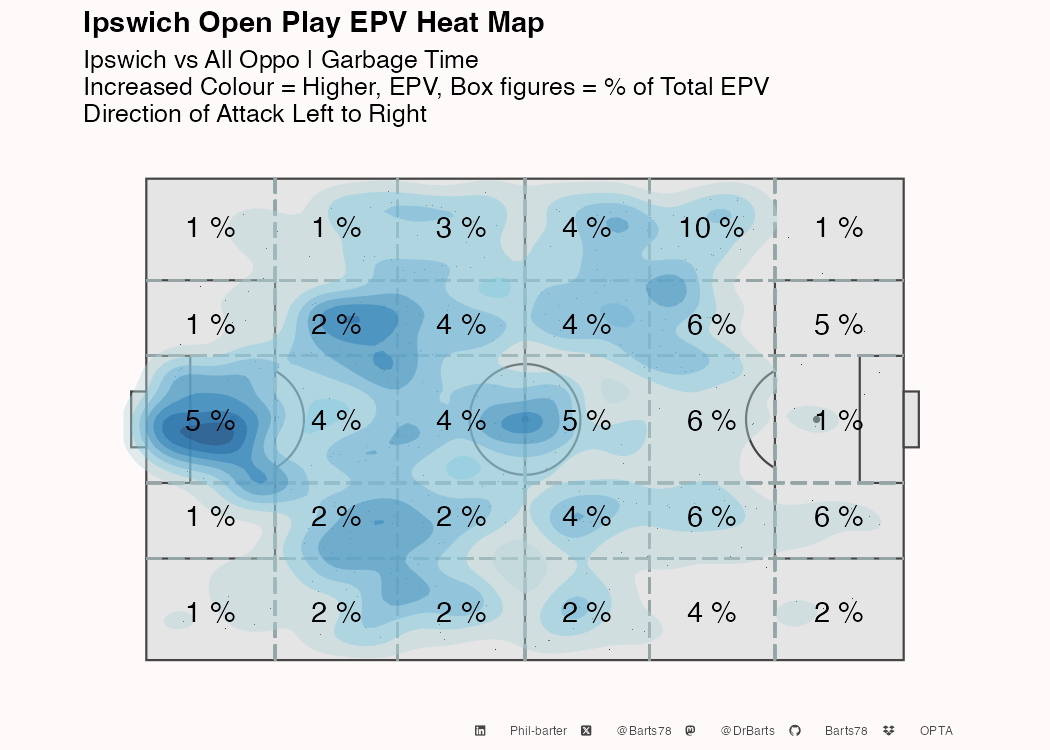 Ipswich Open Play EPV Heat Map
Ipswich vs All Oppo | Garbage Time
Increased Colour = Higher, EPV, Box figures = % of Total EPV
Direction of Attack Left to Right
1 % 1 % 3 % 4 % 10 % 1 %
1 % 2 % 4 % 4 % 6 % 5 %
5 % 4 % 4 % 5 % 6 % 1 %
1 % 2 % 2 % 4 % 6 % 6 %
1 % 2 % 2 % 2 % 4 % 2 %
Phil-barter @Barts78 @DrBarts Barts78 OPTA